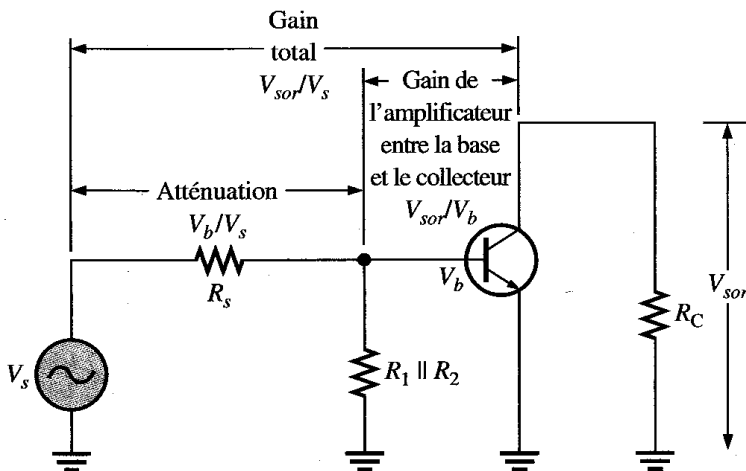 Gain
total
V_sor/V_s
Gain de
l'amplificateur
entre la base
et le collecteur
V_sor/V_b
Atténuation
V_b/V_s
R_s
V_b
V_s
R_1 || R_2
R_C
V_sor